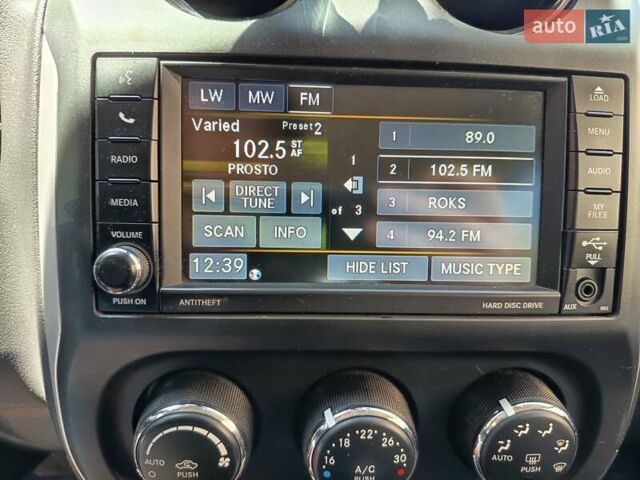 auto RIA .com
LOAD
MENU
AUDIO
MY
FILES
PULL
AUX
RADIO
MEDIA
VOLUME
PUSH ON
LW MW FM
Varied Preset 2
102.5 ST
AF
PROSTO
DIRECT
TUNE
SCAN INFO
12:39
1
of 3
1 89.0
2 102.5 FM
3 ROKS
4 94.2 FM
HIDE LIST MUSIC TYPE
ANTITHEFT HARD DISC DRIVE
AUTO PUSH
18 22 26
16 30
A/C
PUSH
PUSH